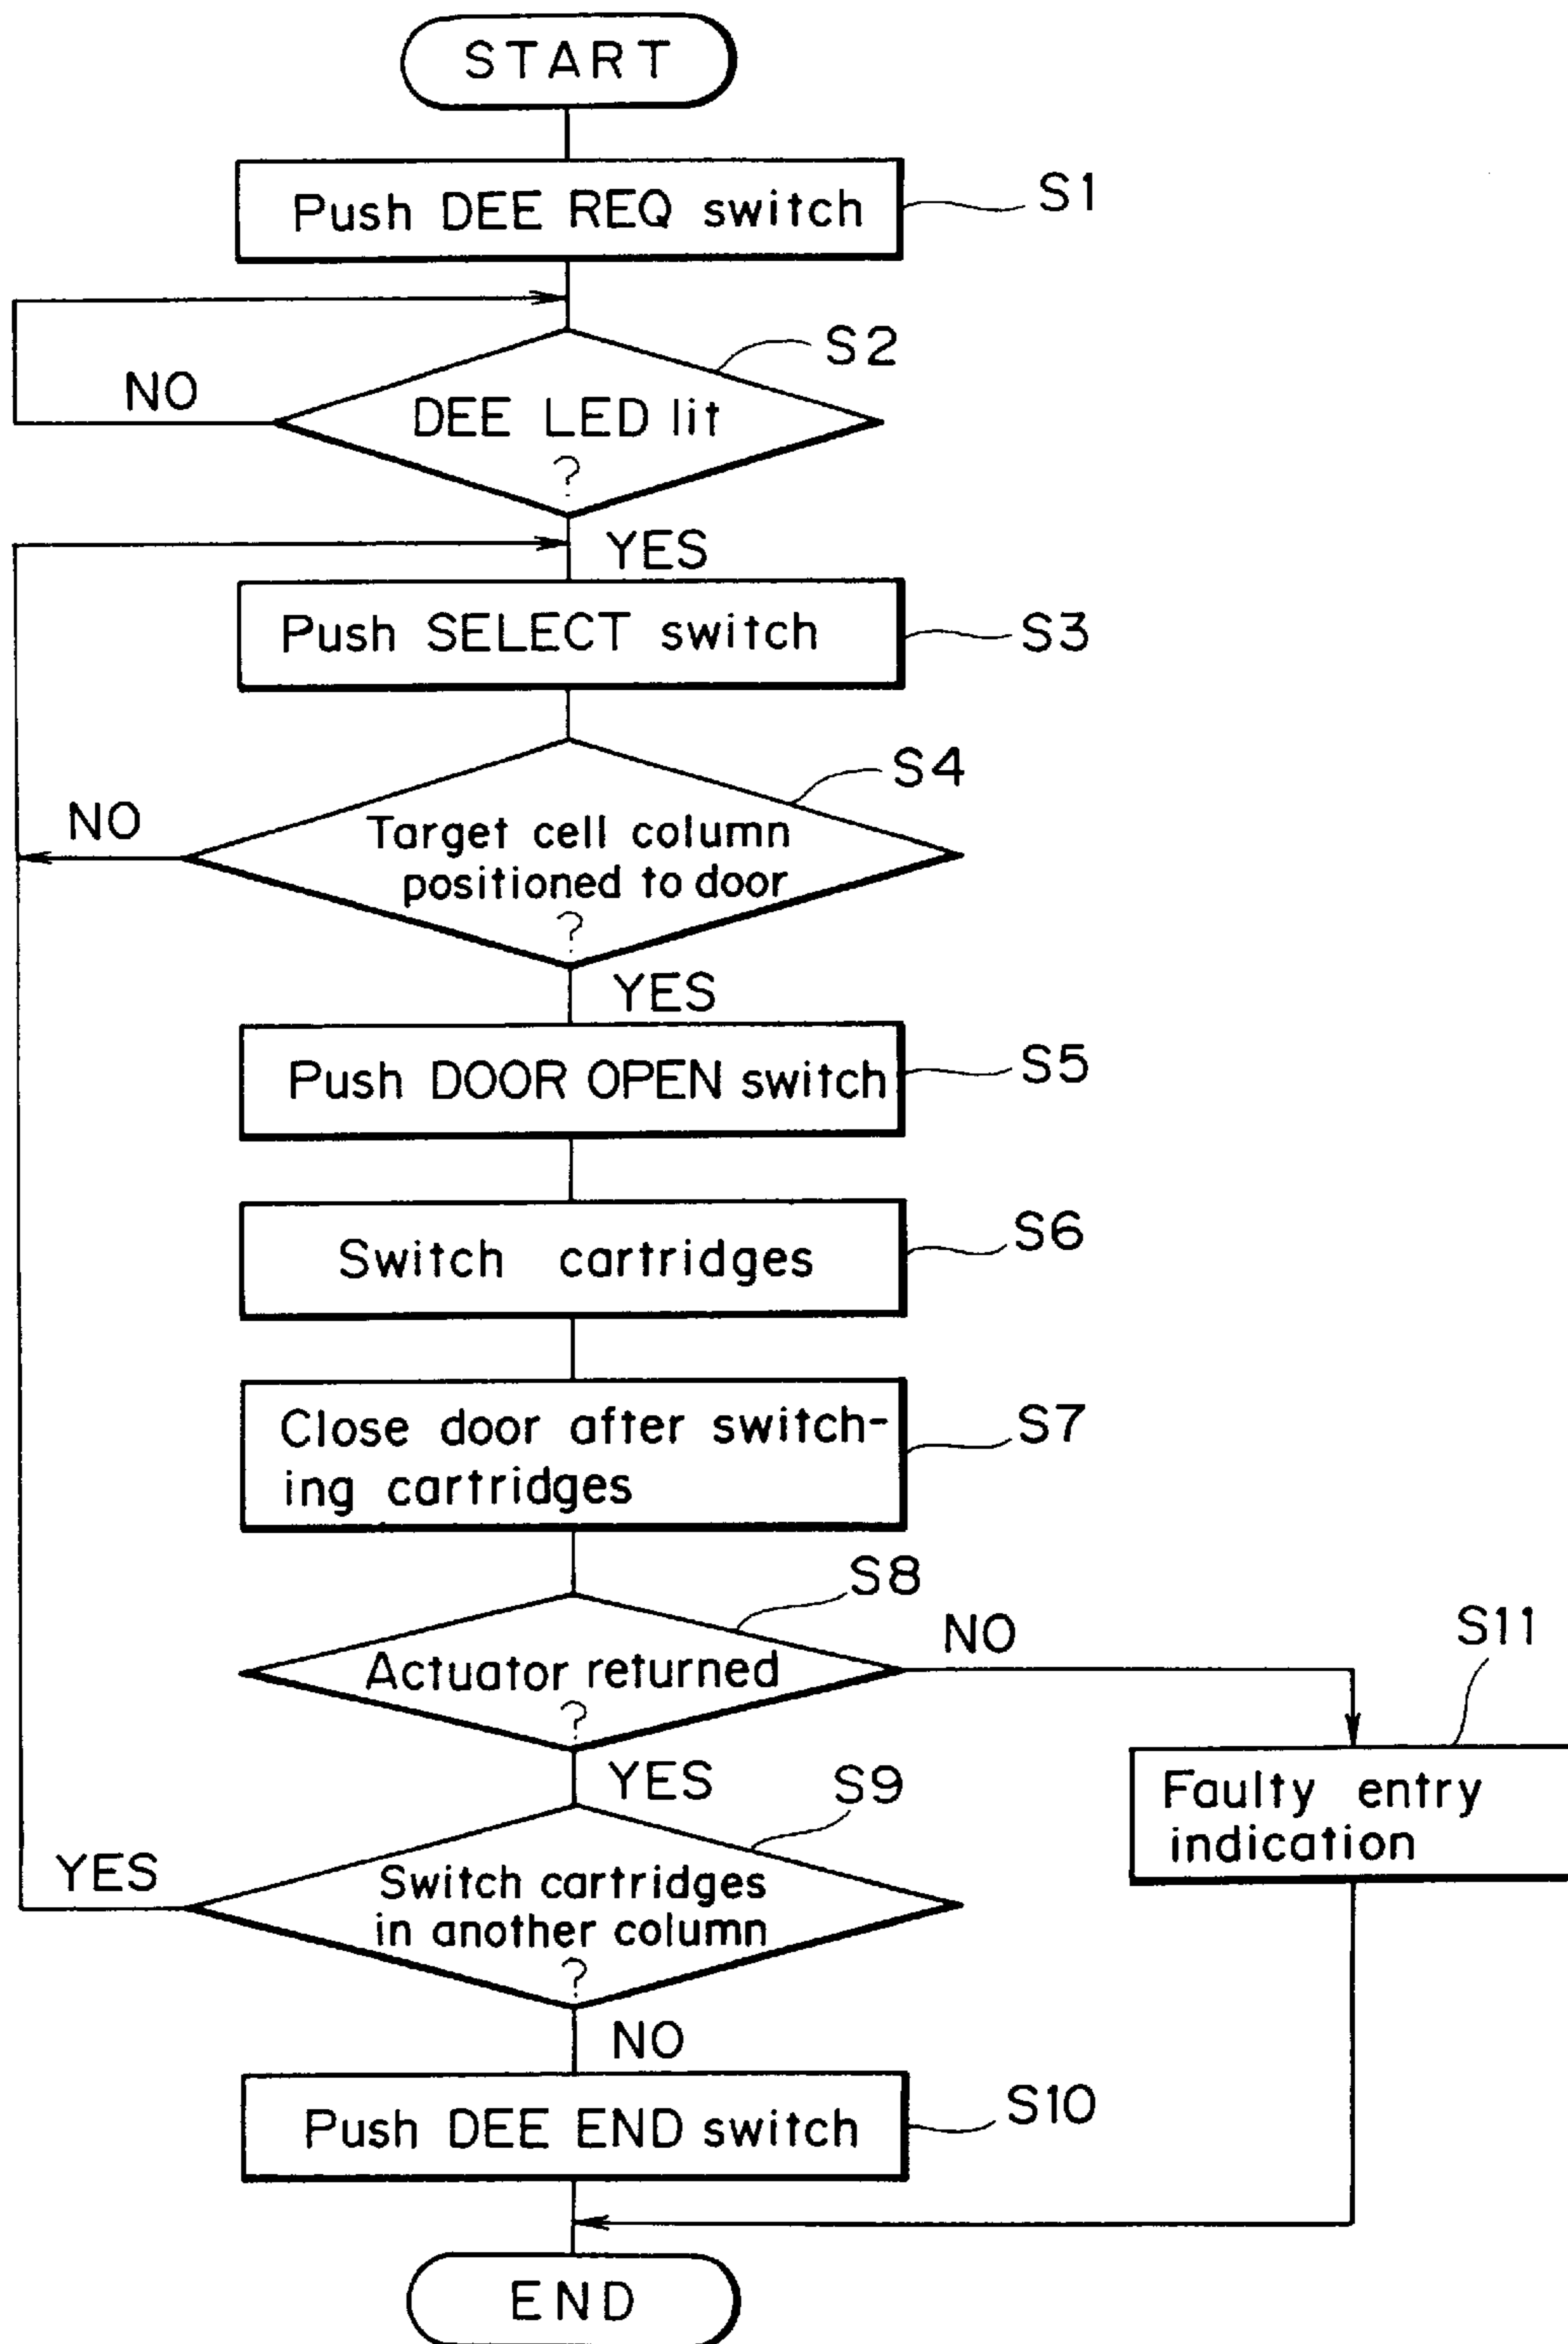 START
Push DEE REQ switch
S1
S2
NO
DEE LED lit
?
YES
Push SELECT switch
S3
S4
NO
Target cell column
positioned to door
?
YES
Push DOOR OPEN switch
S5
Switch cartridges
S6
Close door after switch-
ing cartridges
S7
S8
NO
Actuator returned
?
S11
YES
Faulty entry
indication
S9
YES
Switch cartridges
in another column
?
NO
Push DEE END switch
S10
END